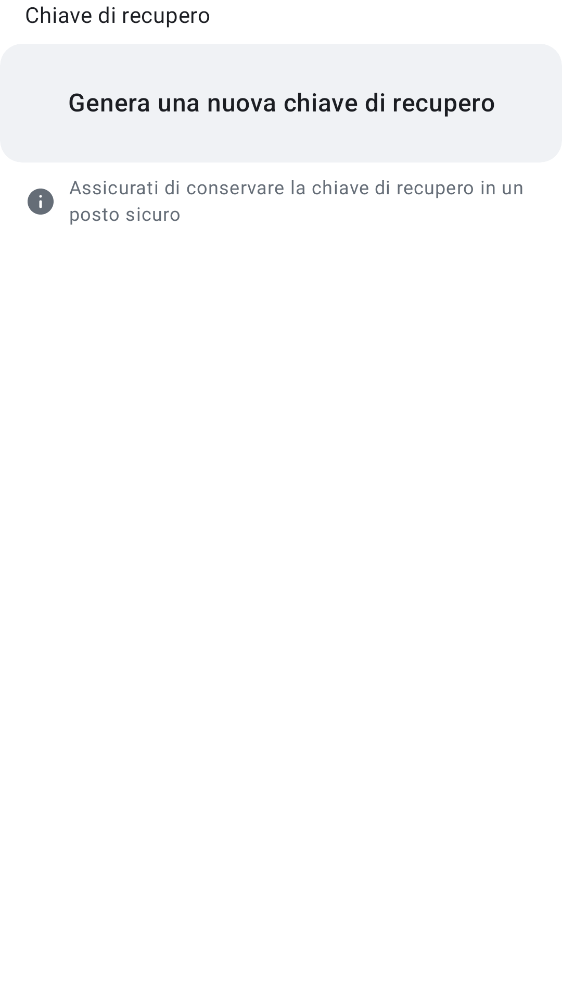 Chiave di recupero
Genera una nuova chiave di recupero
Assicurati di conservare la chiave di recupero in un
posto sicuro